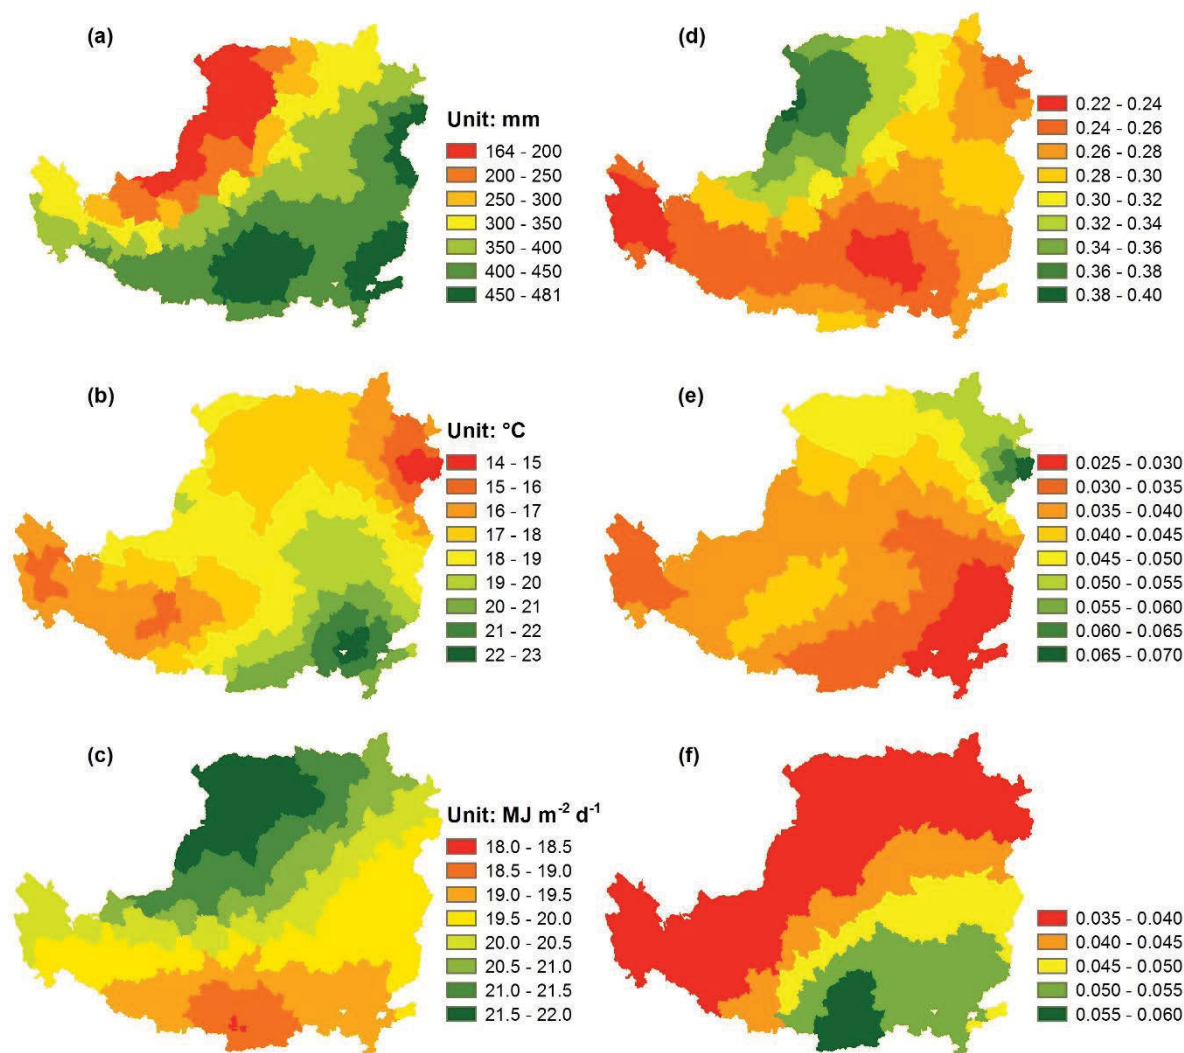 (a)
Unit: mm
164 - 200
200 - 250
250 - 300
300 - 350
350 - 400
400 - 450
450 - 481
(d)
0.22 - 0.24
0.24 - 0.26
0.26 - 0.28
0.28 - 0.30
0.30 - 0.32
0.32 - 0.34
0.34 - 0.36
0.36 - 0.38
0.38 - 0.40
(b)
Unit: °C
14 - 15
15 - 16
16 - 17
17 - 18
18 - 19
19 - 20
20 - 21
21 - 22
22 - 23
(e)
0.025 - 0.030
0.030 - 0.035
0.035 - 0.040
0.040 - 0.045
0.045 - 0.050
0.050 - 0.055
0.055 - 0.060
0.060 - 0.065
0.065 - 0.070
(c)
Unit: MJ m⁻² d⁻¹
18.0 - 18.5
18.5 - 19.0
19.0 - 19.5
19.5 - 20.0
20.0 - 20.5
20.5 - 21.0
21.0 - 21.5
21.5 - 22.0
(f)
0.035 - 0.040
0.040 - 0.045
0.045 - 0.050
0.050 - 0.055
0.055 - 0.060